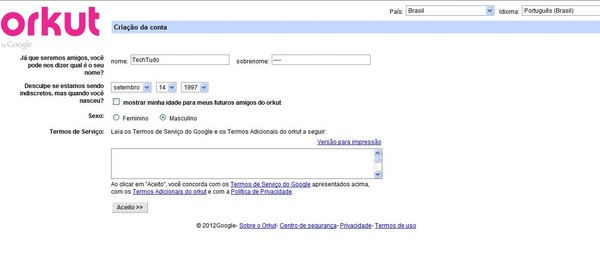 País: Brasil Idioma: Português (Brasil)
orkut
by Google
Criação da conta
Já que seremos amigos, você
pode nos dizer qual é o seu
nome?
nome: TechTudo sobrenome: ----
Desculpe se estamos sendo
indiscretos, mas quando você
nasceu?
setembro 14 1997
mostrar minha idade para meus futuros amigos do orkut
Sexo: Feminino Masculino
Termos de Serviço: Leia os Termos de Serviço do Google e os Termos Adicionais do orkut a seguir:
Versão para impressão
Ao clicar em "Aceito", você concorda com os Termos de Serviço do Google apresentados acima,
com os Termos Adicionais do orkut e com a Política de Privacidade.
Aceito >>
© 2012Google- Sobre o Orkut- Centro de segurança- Privacidade- Termos de uso